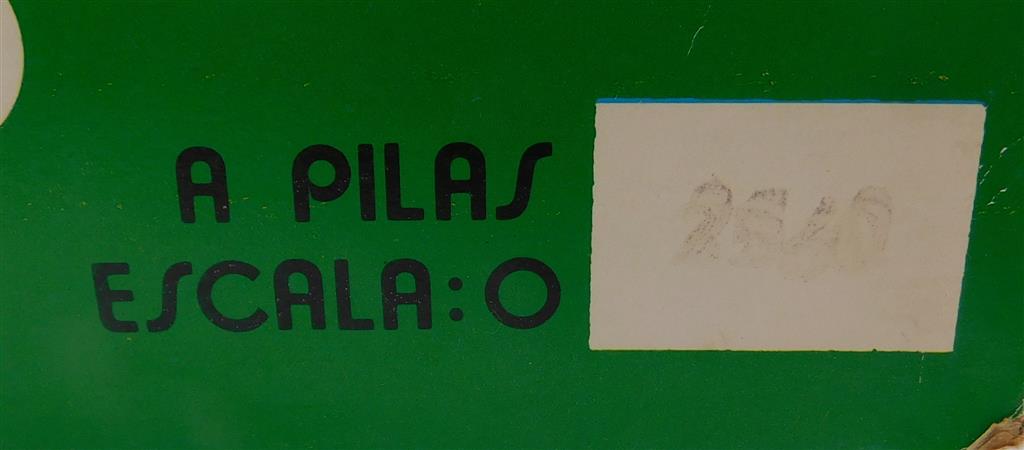 A PILAS
ESCALA: O